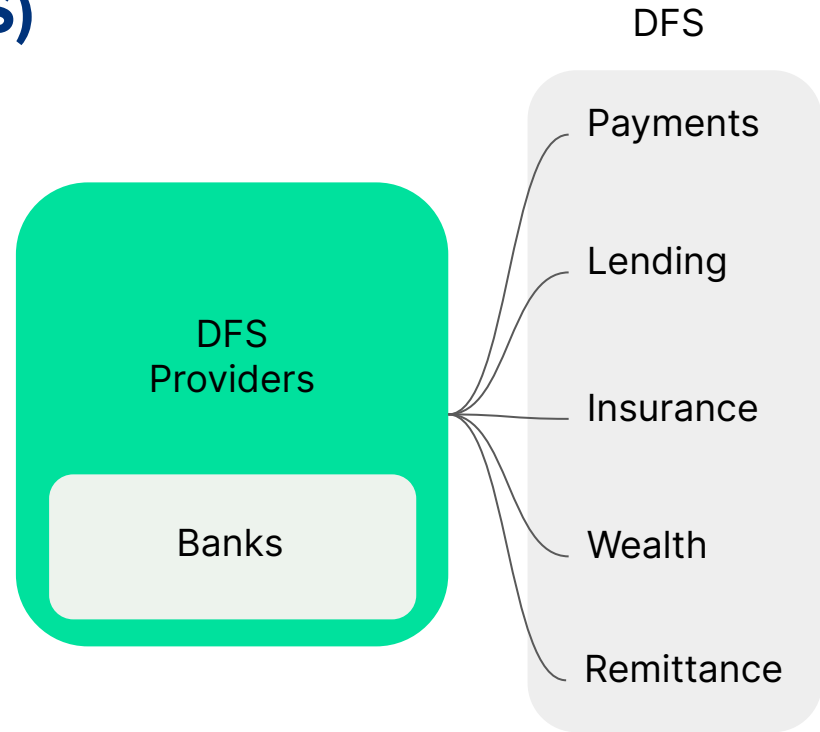 s)
DFS
Payments
Lending
DFS
Providers
Insurance
Banks
Wealth
Remittance